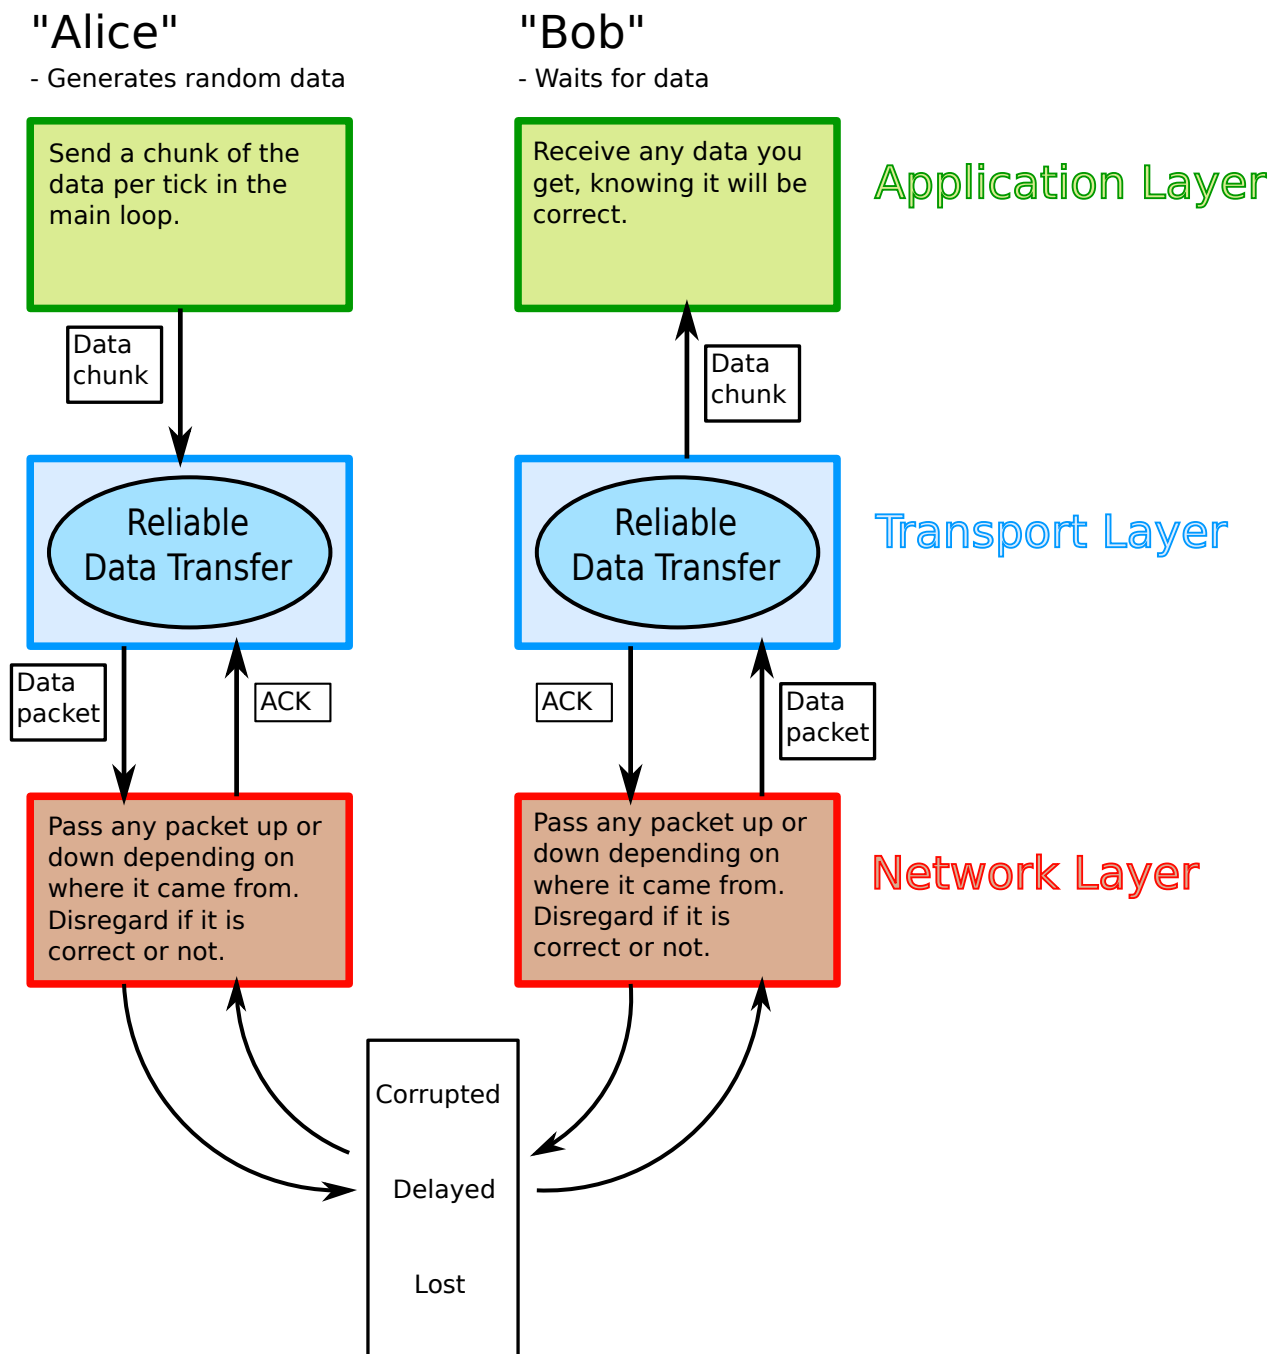 "Alice"
- Generates random data
"Bob"
- Waits for data
Send a chunk of the
data per tick in the
main loop.
Receive any data you
get, knowing it will be
correct.
Application Layer
Data
chunk
Data
chunk
Reliable
Data Transfer
Reliable
Data Transfer
Transport Layer
Data
packet
ACK
ACK
Data
packet
Pass any packet up or
down depending on
where it came from.
Disregard if it is
correct or not.
Pass any packet up or
down depending on
where it came from.
Disregard if it is
correct or not.
Network Layer
Corrupted
Delayed
Lost